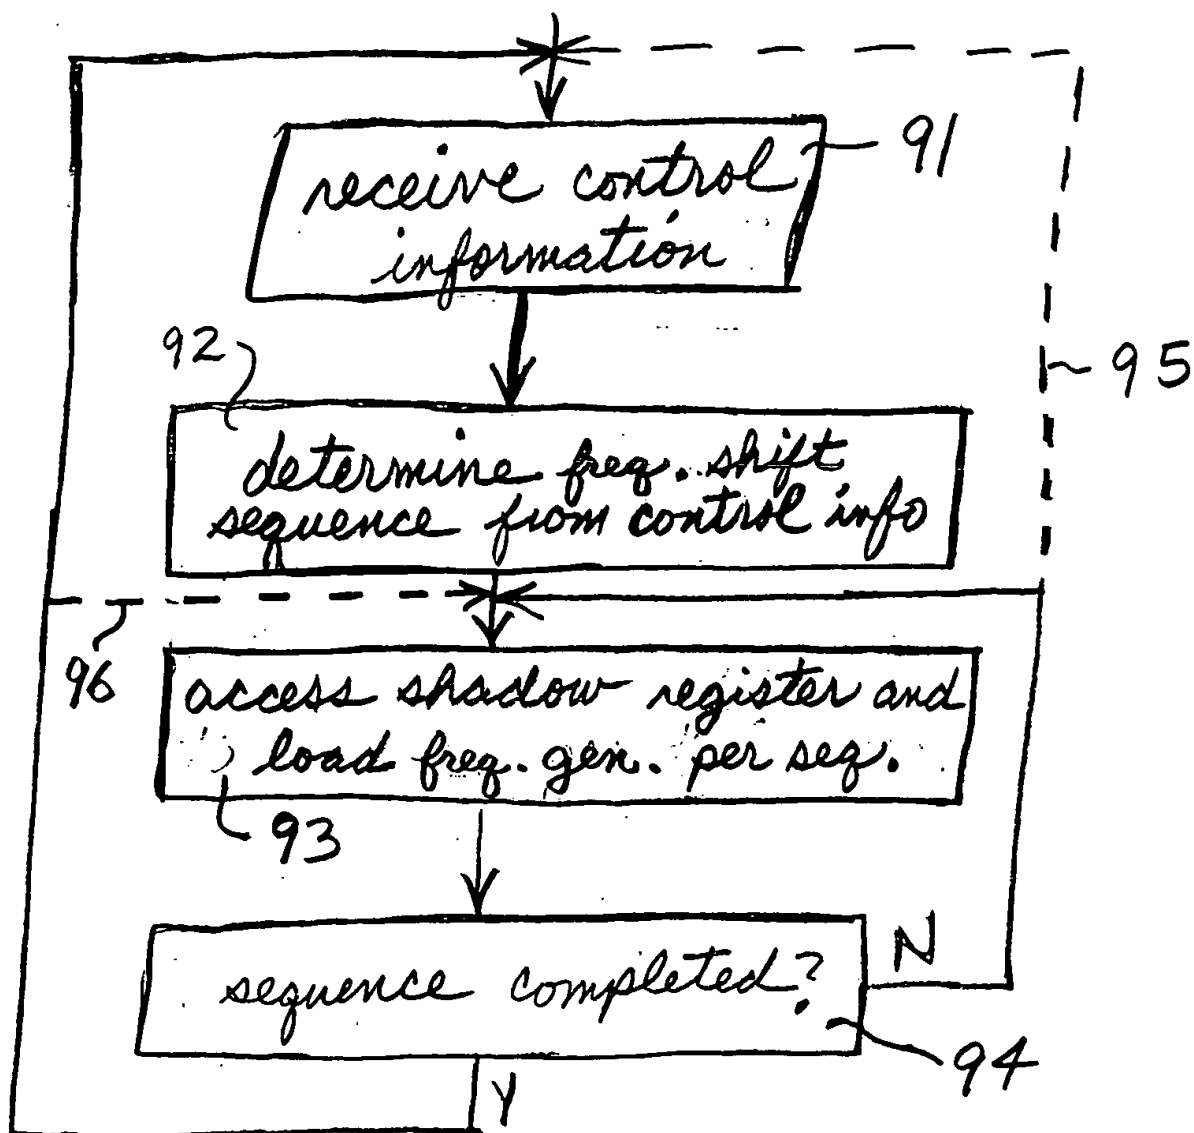 91
receive control
information
92
95
determine freq. shift
sequence from control info
96
access shadow register and
load freq. gen. per seq.
93
N
sequence completed?
94
Y